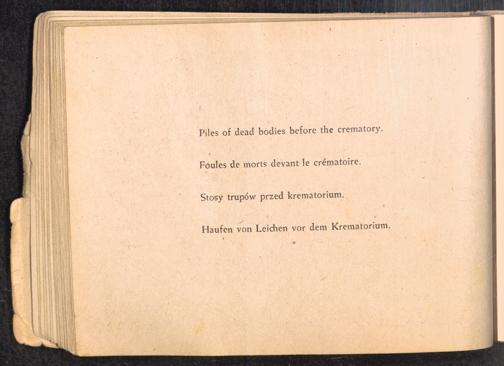 Piles of dead bodies before the crematory.
Foules de morts devant le crématoire.
Stosy trupów przed krematorium.
Haufen von Leichen vor dem Krematorium.